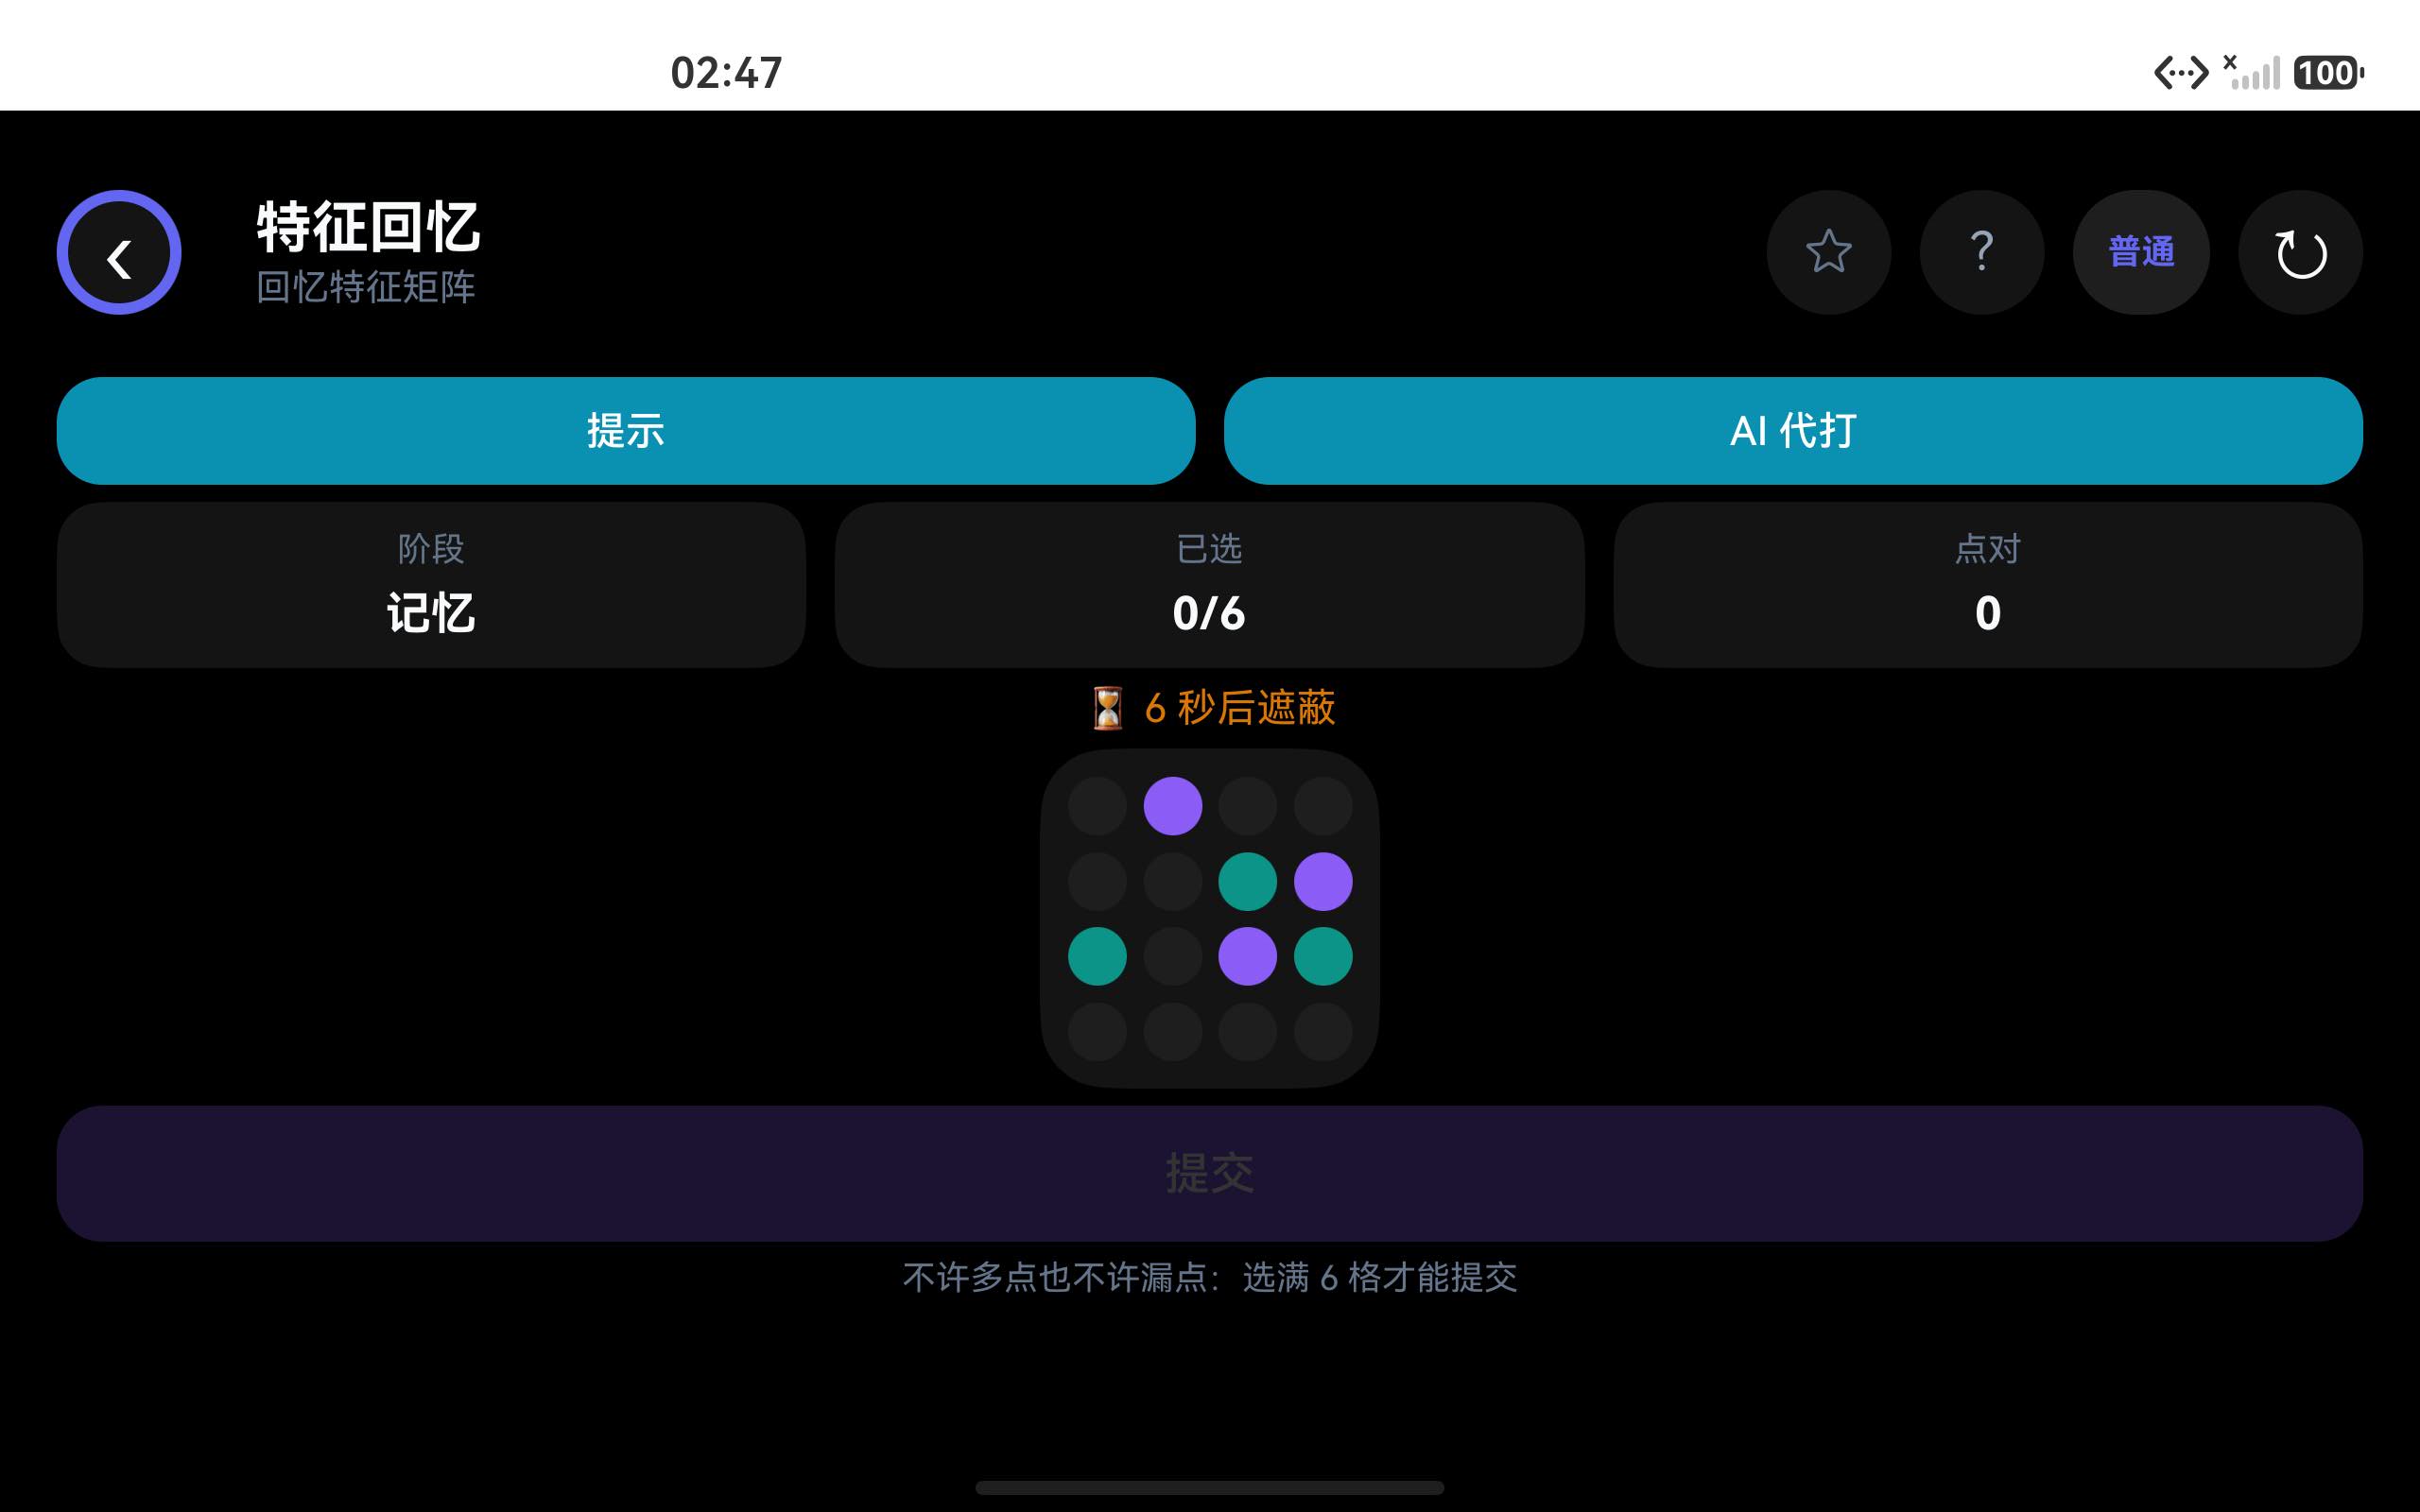 02:47
100
特征回忆
回忆特征矩阵
?
普通
提示
AI 代打
阶段
已选
点对
记忆
0/6
0
⏳ 6 秒后遮蔽
提交
不许多点也不许漏点：选满 6 格才能提交